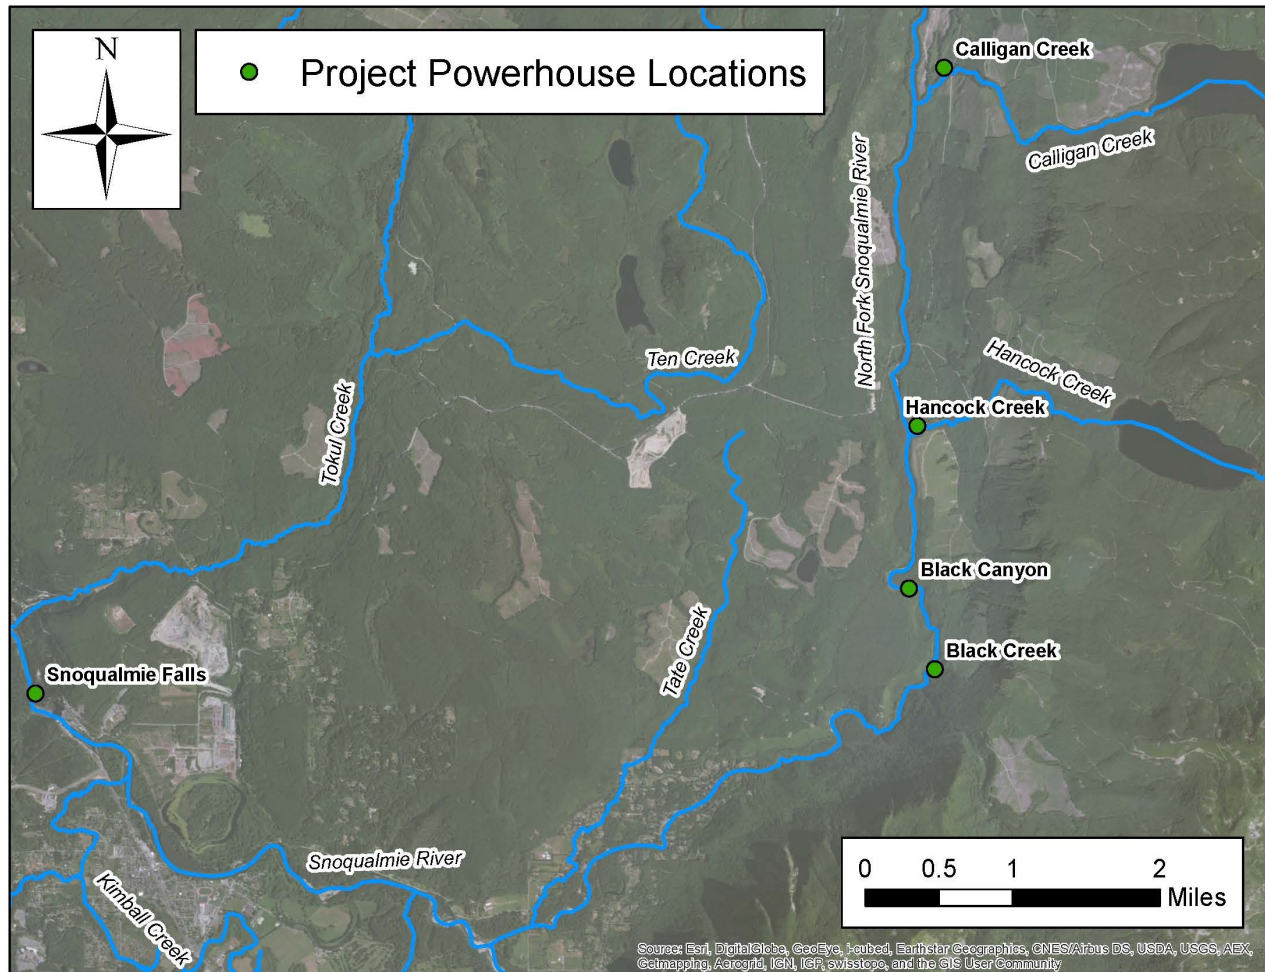 N
Project Powerhouse Locations
Calligan Creek
Calligan Creek
North Fork Snoqualmie River
Ten Creek
Hancock Creek
Hancock Creek
Tokul Creek
Black Canyon
Tate Creek
Black Creek
Snoqualmie Falls
Snoqualmie River
Kimball Creek
0 0.5 1 2
Miles
Source: Esri, DigitalGlobe, GeoEye, i-cubed, Earthstar Geographics, CNES/Airbus DS, USDA, USGS, AEX,
Getmapping, Aerogrid, IGN, IGP, swisstopo, and the GIS User Community